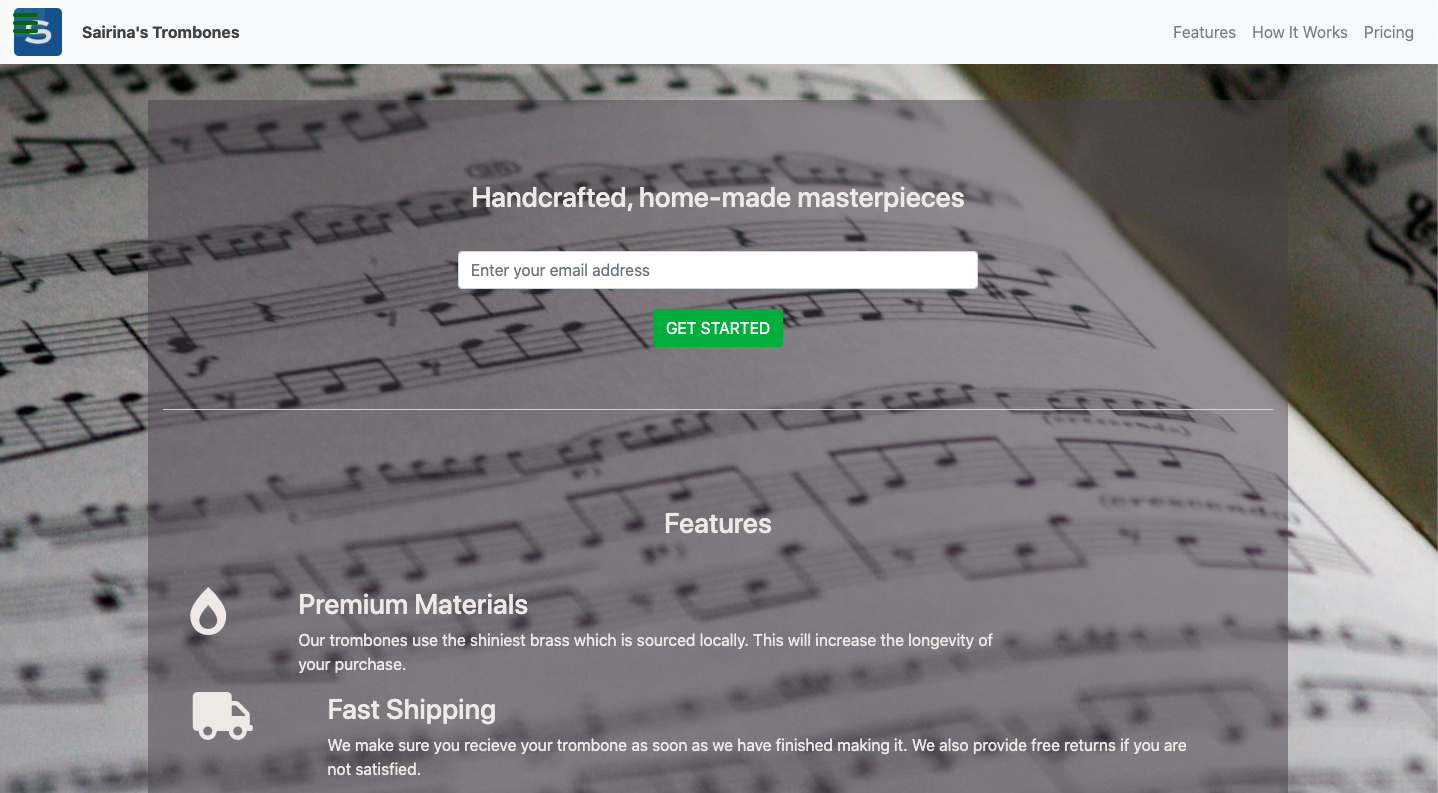 S
Sairina's Trombones
Features
How It Works
Pricing
35
Handcrafted, home-made masterpieces
Enter your email address
GET STARTED
(crescendo)
(crescendo)
Features
Premium Materials
Our trombones use the shiniest brass which is sourced locally. This will increase the longevity of
your purchase.
Fast Shipping
We make sure you recieve your trombone as soon as we have finished making it. We also provide free returns if you are
not satisfied.